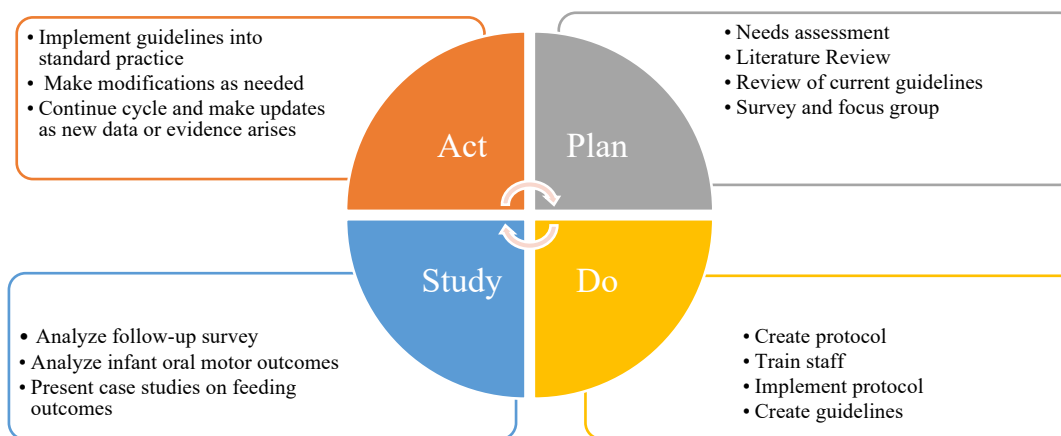 • Implement guidelines into
standard practice
• Make modifications as needed
• Continue cycle and make updates
as new data or evidence arises
• Needs assessment
• Literature Review
• Review of current guidelines
• Survey and focus group
Act
Plan
Study
Do
• Analyze follow-up survey
• Analyze infant oral motor outcomes
• Present case studies on feeding
outcomes
• Create protocol
• Train staff
• Implement protocol
• Create guidelines